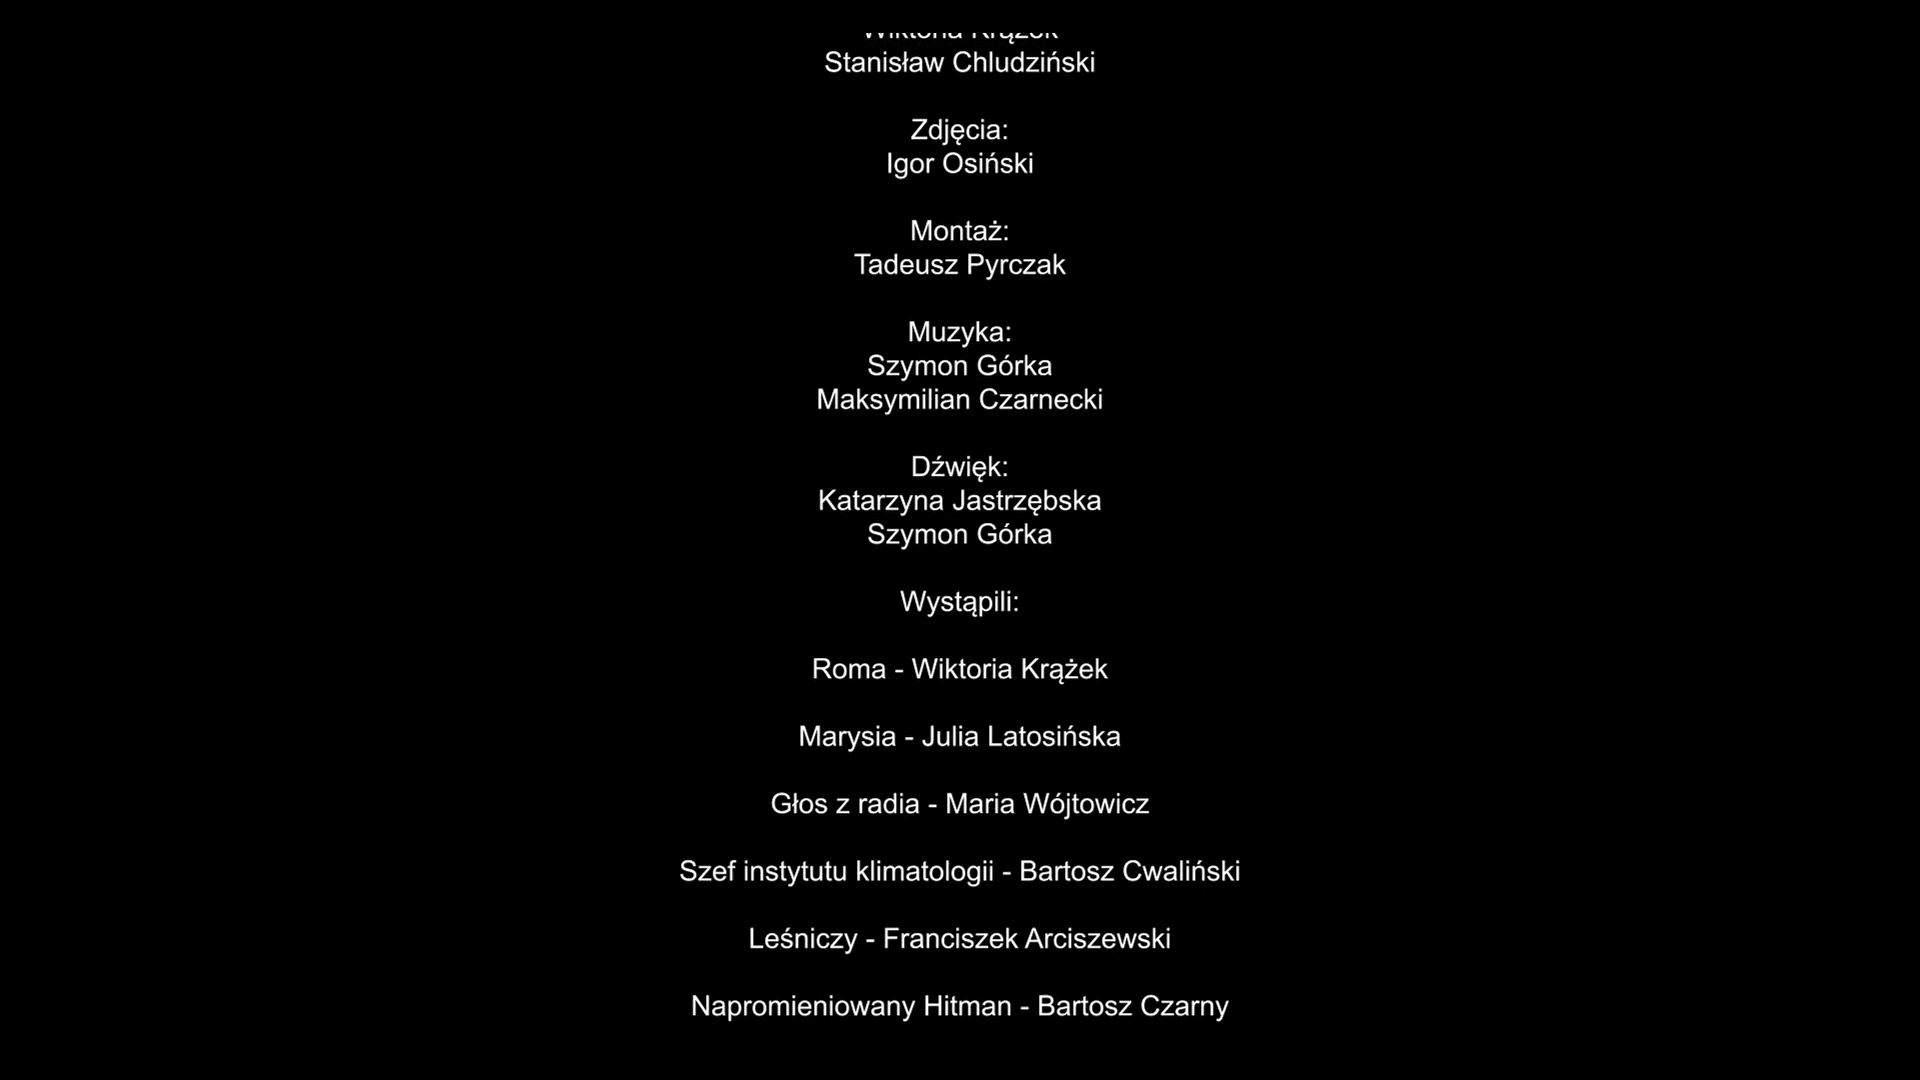 Wiktoria Krążek
Stanisław Chludziński
Zdjęcia:
Igor Osiński
Montaż:
Tadeusz Pyrczak
Muzyka:
Szymon Górka
Maksymilian Czarnecki
Dźwięk:
Katarzyna Jastrzębska
Szymon Górka
Wystąpili:
Roma - Wiktoria Krążek
Marysia - Julia Latosińska
Głos z radia - Maria Wójtowicz
Szef instytutu klimatologii - Bartosz Cwaliński
Leśniczy - Franciszek Arciszewski
Napromieniowany Hitman - Bartosz Czarny